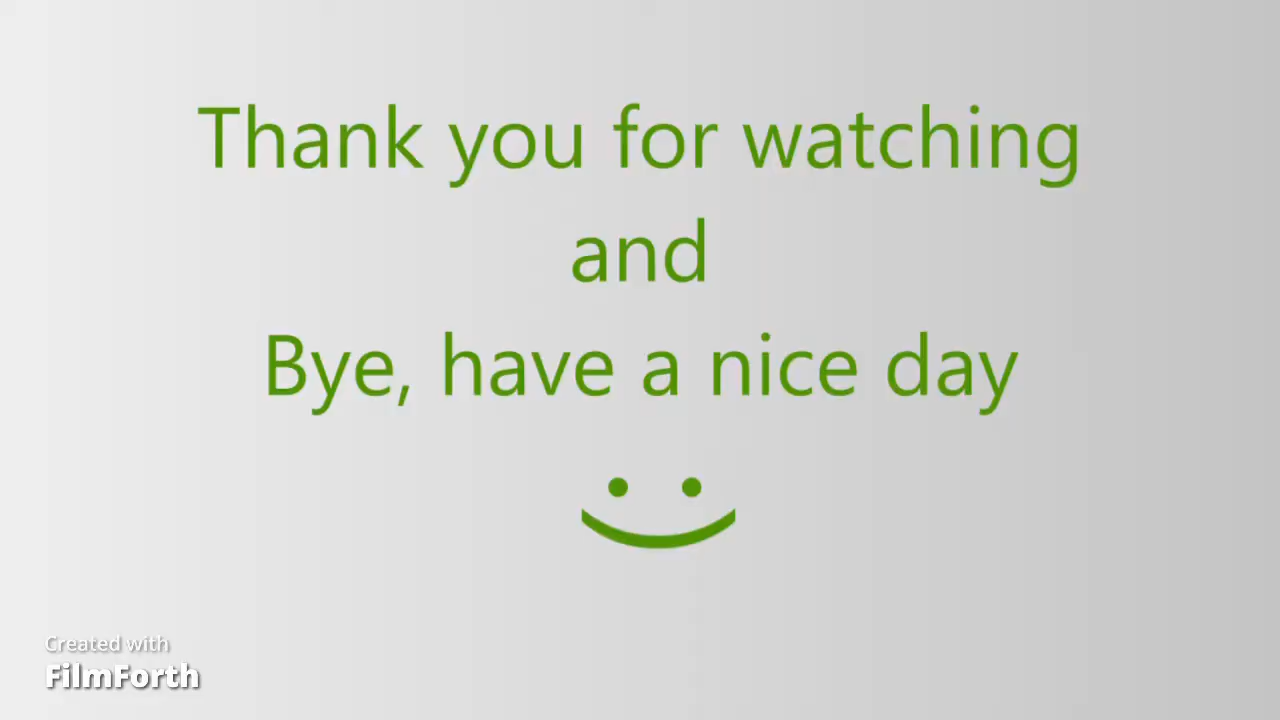 Thank you for watching
and
Bye, have a nice day
Created with
FilmForth